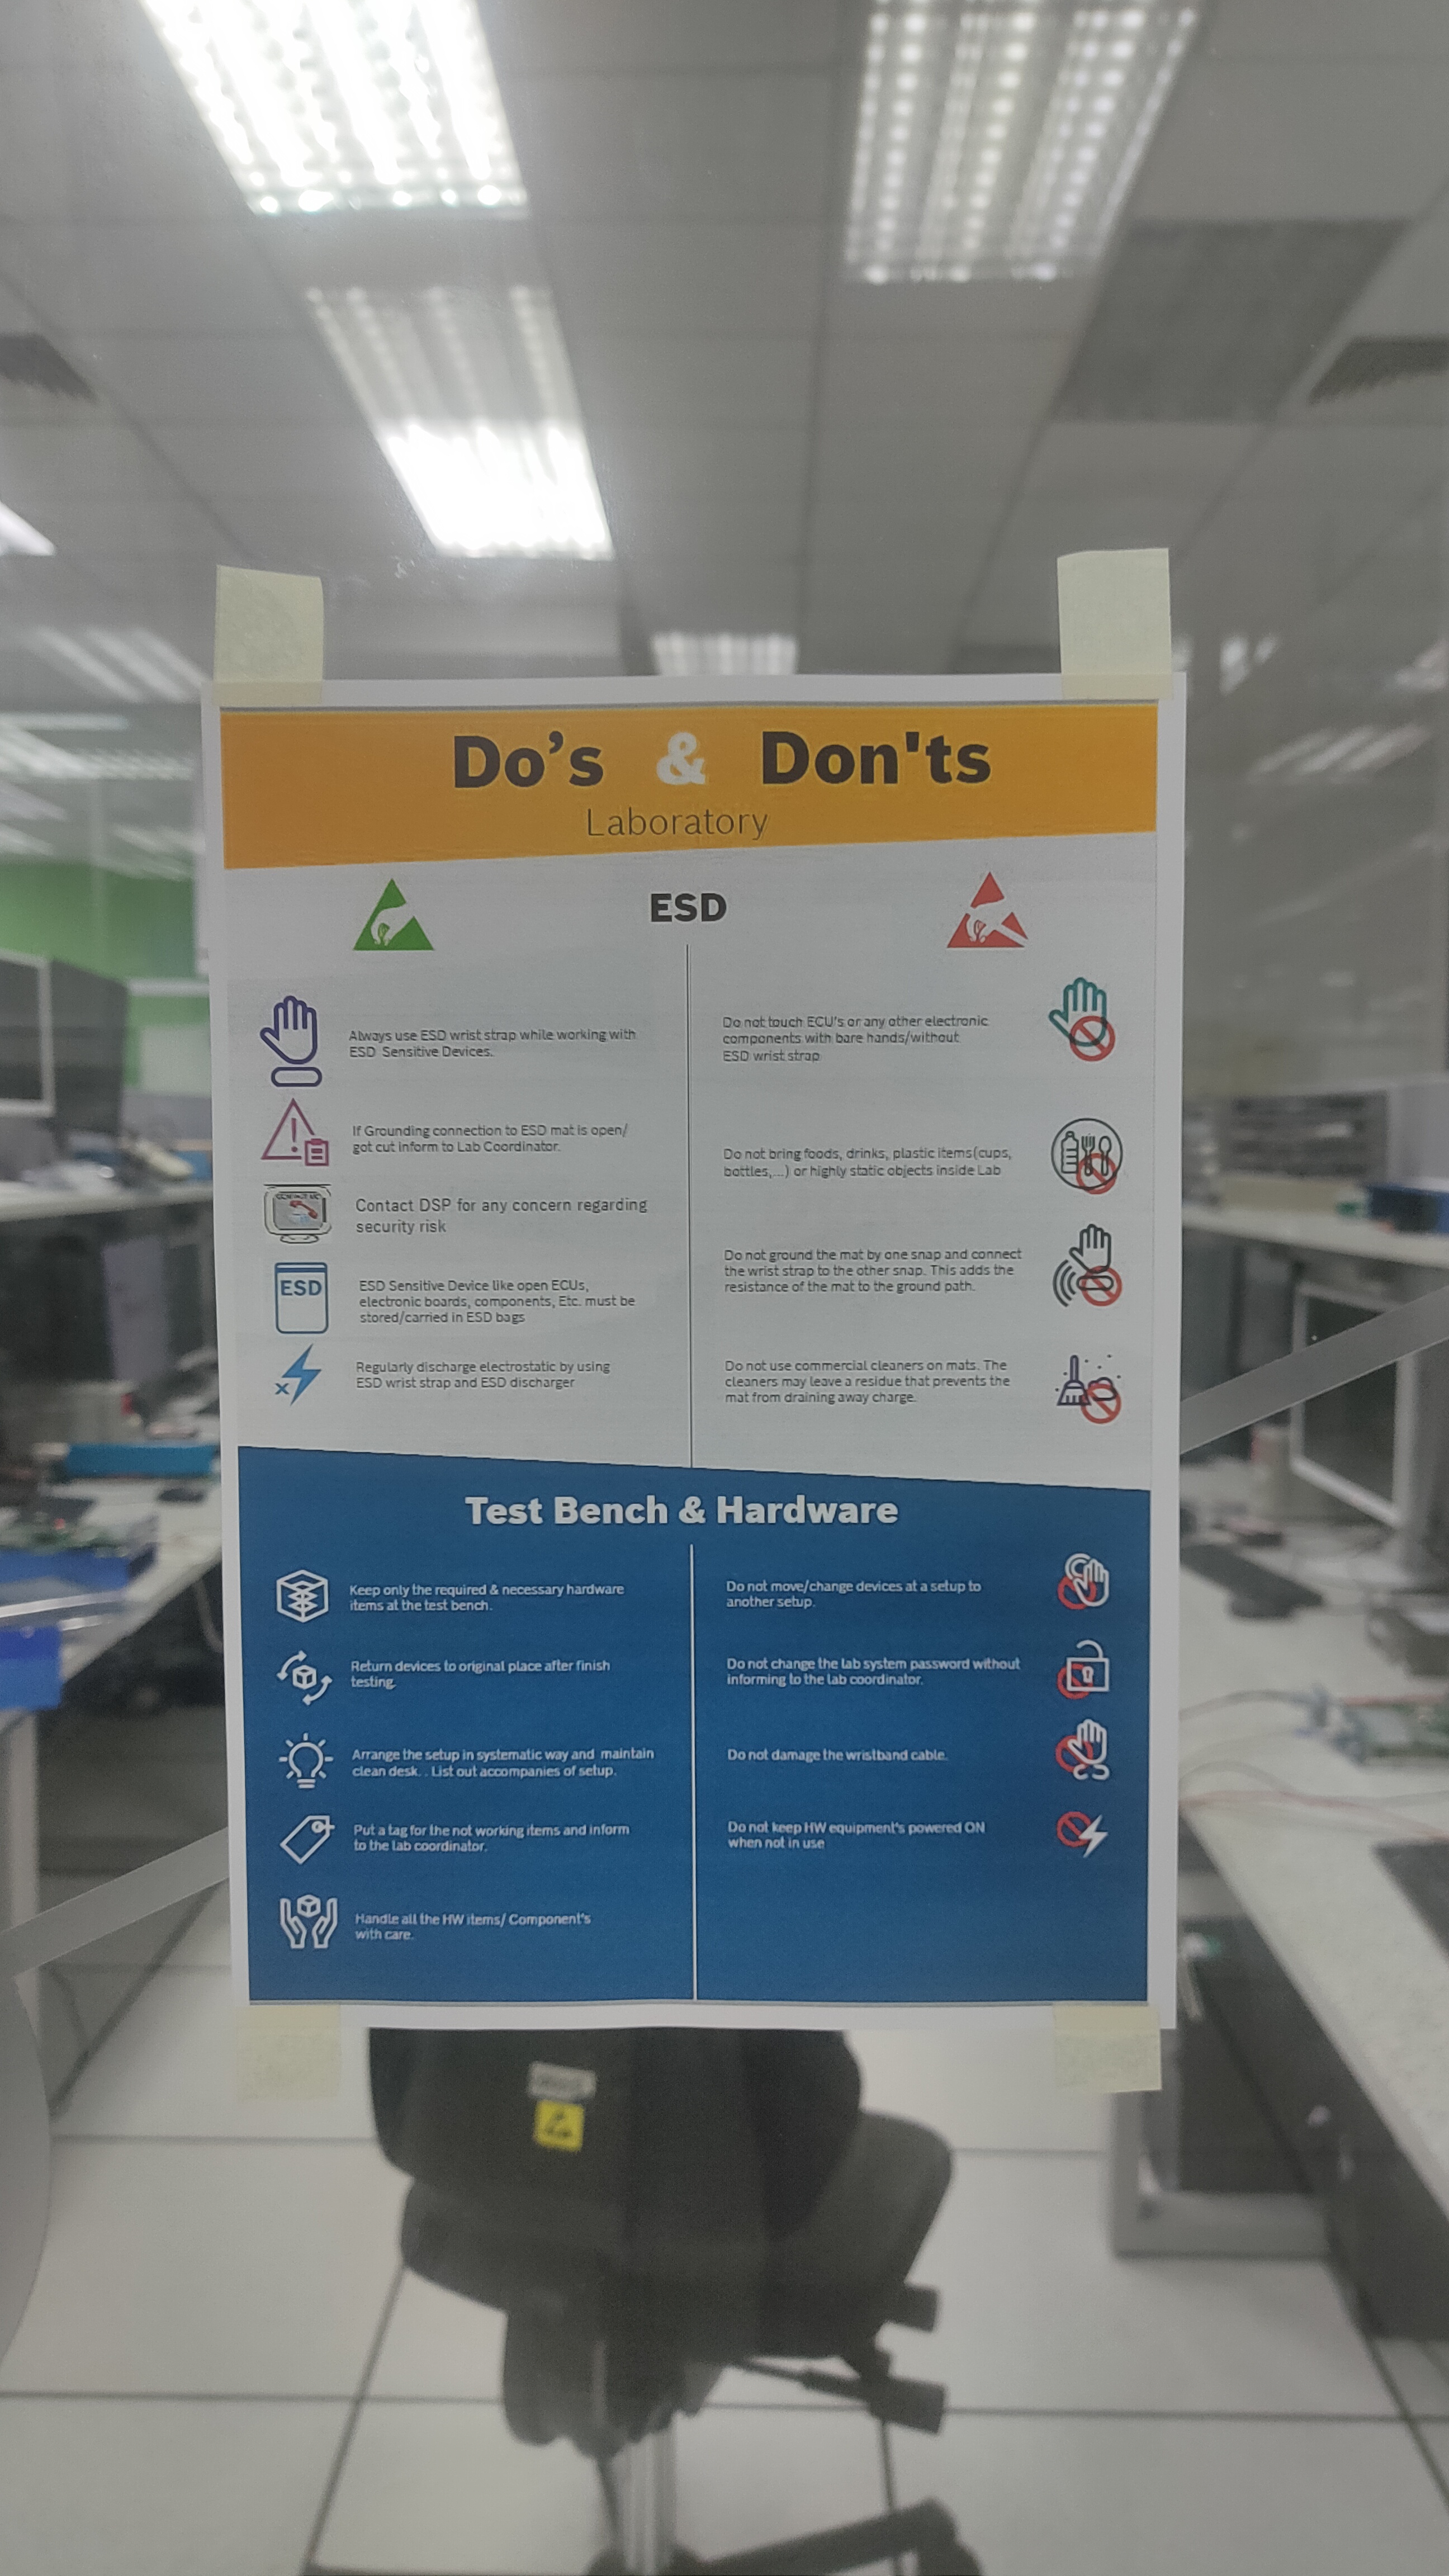 Do's & Don'ts
Laboratory
ESD
Always use ESD wrist strap while working with
ESD Sensitive Devices.
If Grounding connection to ESD mat is open/
got cut inform to Lab Coordinator.
Contact DSP for any concern regarding
security risk
ESD
ESD Sensitive Device like open ECUs,
electronic boards, components, Etc. must be
stored/carried in ESD bags
Regularly discharge electrostatic by using
ESD wrist strap and ESD discharger
Do not touch ECU's or any other electronic
components with bare hands/without
ESD wrist strap
Do not bring foods, drinks, plastic items(cups,
bottles,...) or highly static objects inside Lab
Do not ground the mat by one snap and connect
the wrist strap to the other snap. This adds the
resistance of the mat to the ground path.
Do not use commercial cleaners on mats. The
cleaners may leave a residue that prevents the
mat from draining away charge.
Test Bench & Hardware
Keep only the required & necessary hardware
items at the test bench.
Return devices to original place after finish
testing.
Arrange the setup in systematic way and maintain
clean desk. . List out accompanies of setup.
Put a tag for the not working items and inform
to the lab coordinator.
Handle all the HW items/ Component's
with care.
Do not move/change devices at a setup to
another setup.
Do not change the lab system password without
informing to the lab coordinator.
Do not damage the wristband cable.
Do not keep HW equipment's powered ON
when not in use